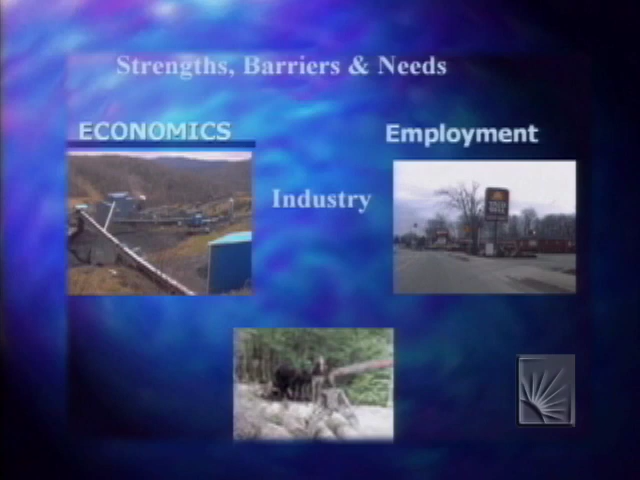 Strengths, Barriers & Needs
ECONOMICS
Employment
Industry